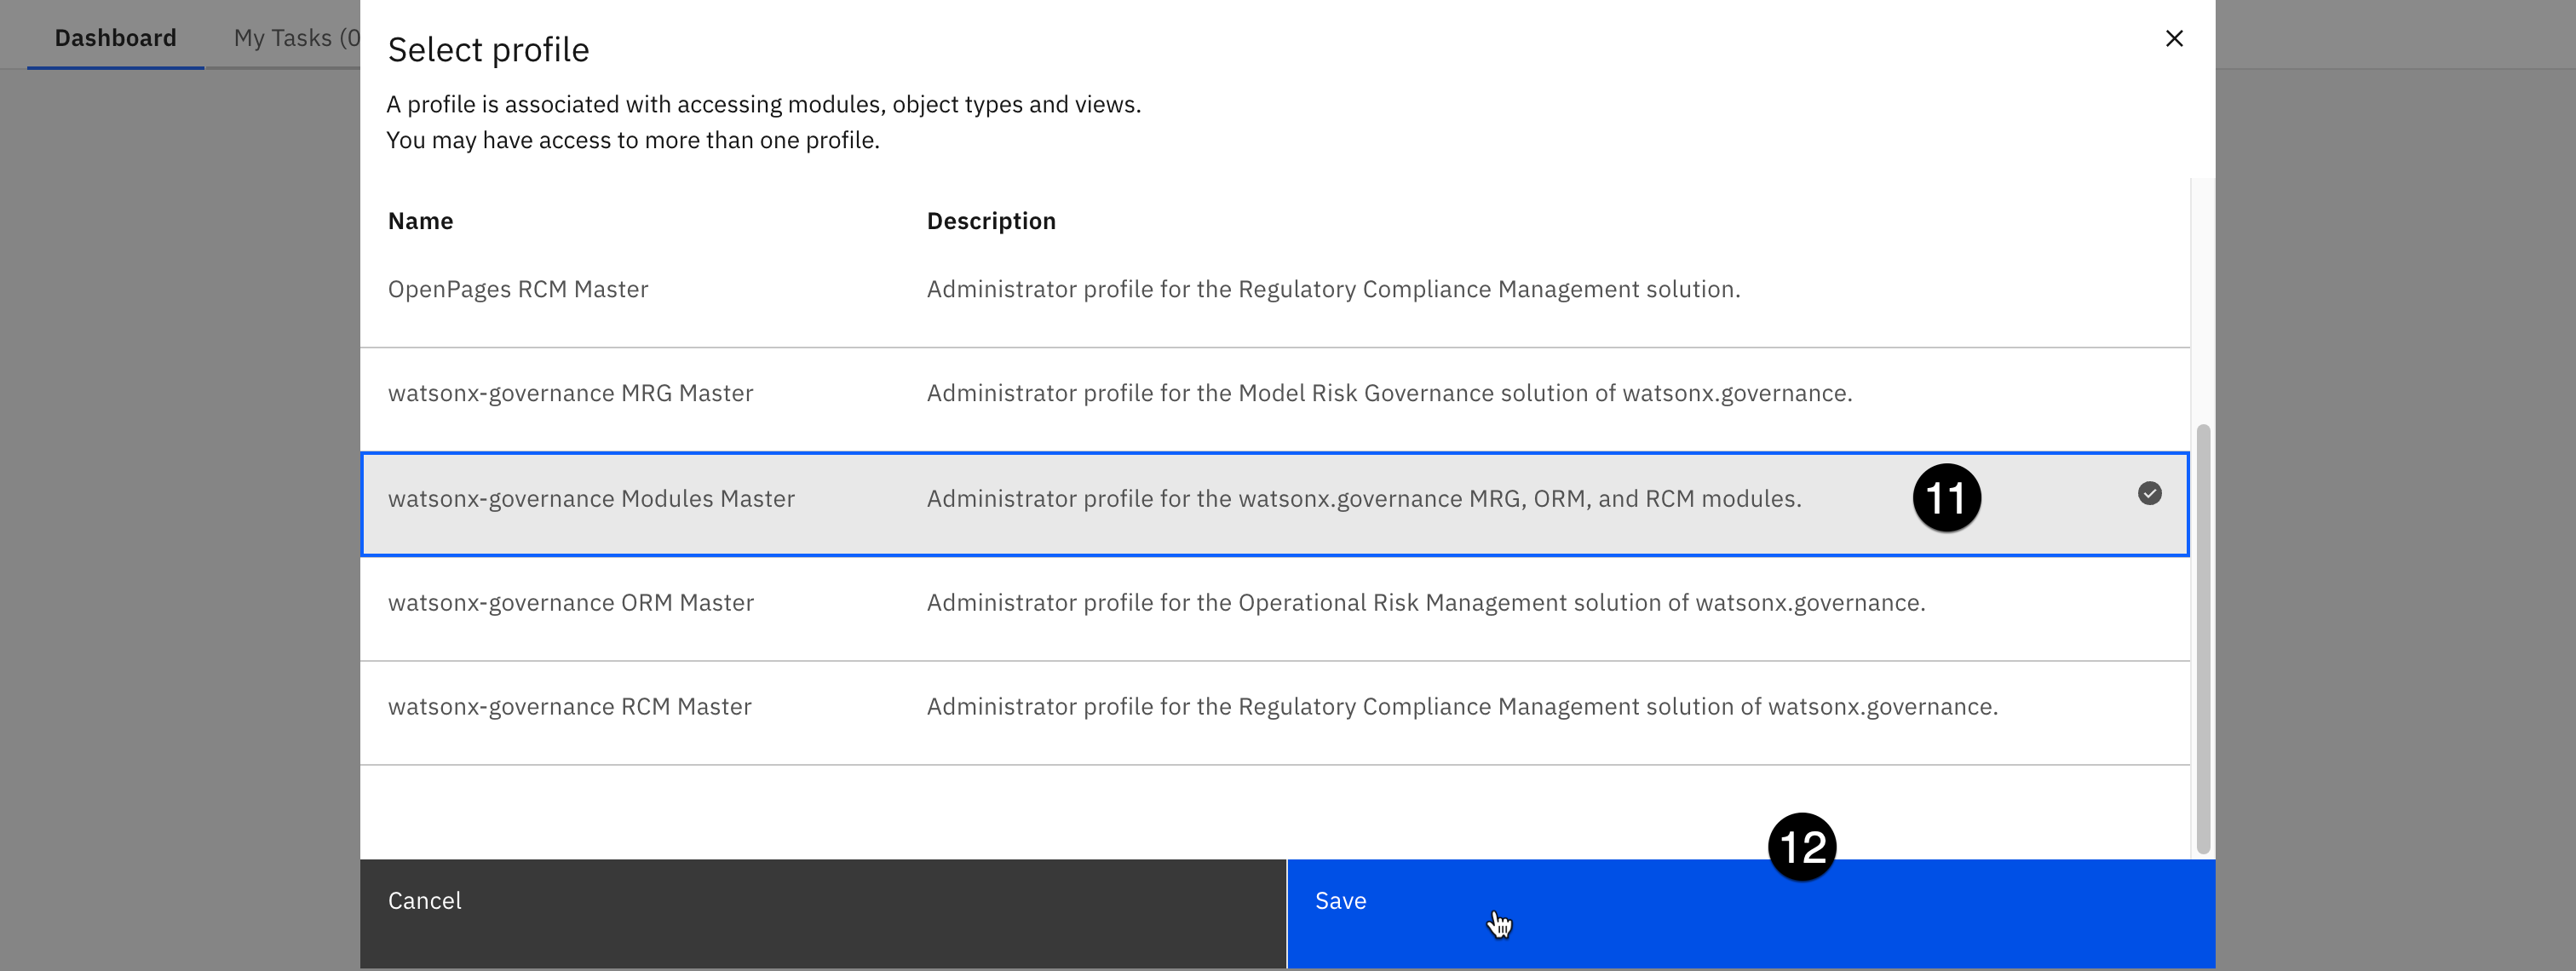 Dashboard
My Tasks (0
Select profile
A profile is associated with accessing modules, object types and views.
You may have access to more than one profile.
Name Description
OpenPages RCM Master Administrator profile for the Regulatory Compliance Management solution.
watsonx-governance MRG Master Administrator profile for the Model Risk Governance solution of watsonx.governance.
watsonx-governance Modules Master Administrator profile for the watsonx.governance MRG, ORM, and RCM modules. 11
watsonx-governance ORM Master Administrator profile for the Operational Risk Management solution of watsonx.governance.
watsonx-governance RCM Master Administrator profile for the Regulatory Compliance Management solution of watsonx.governance.
12
Cancel Save